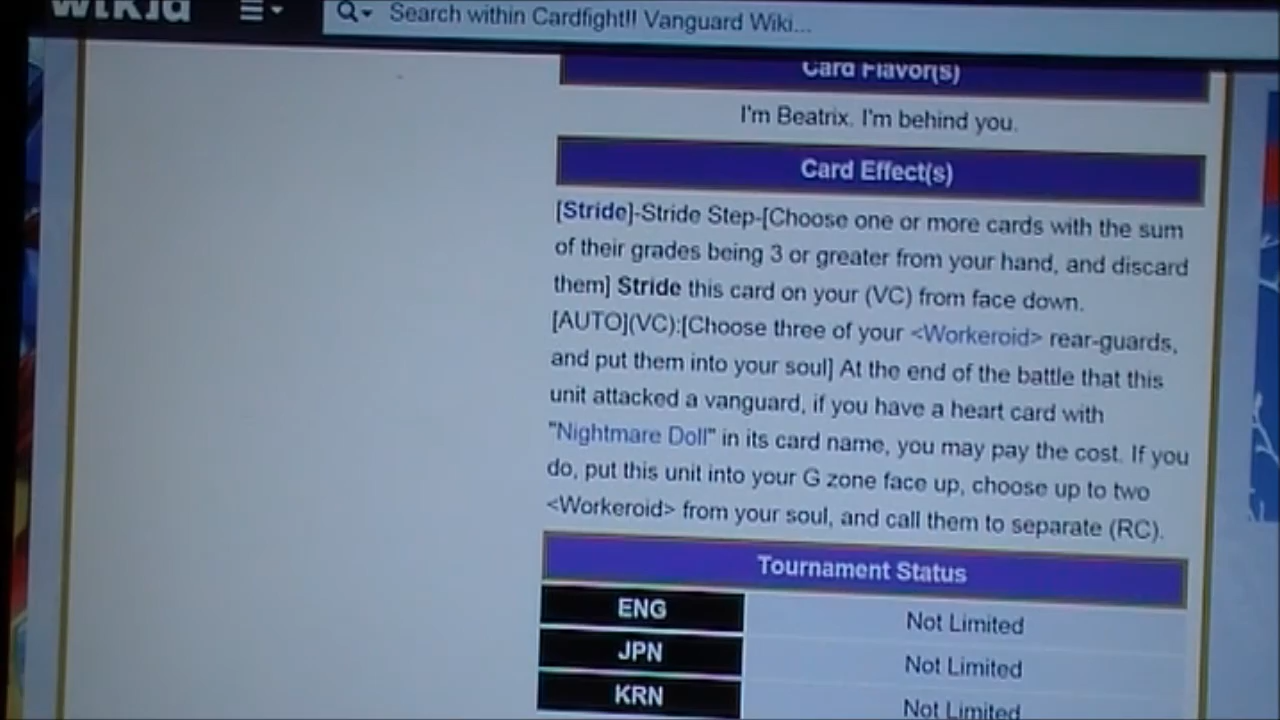 wikia
Search within Cardfight!! Vanguard Wiki...
Card Flavor(s)
I'm Beatrix. I'm behind you.
Card Effect(s)
[Stride]-Stride Step-[Choose one or more cards with the sum
of their grades being 3 or greater from your hand, and discard
them] Stride this card on your (VC) from face down.
[AUTO](VC):[Choose three of your <Workeroid> rear-guards,
and put them into your soul] At the end of the battle that this
unit attacked a vanguard, if you have a heart card with
"Nightmare Doll" in its card name, you may pay the cost. If you
do, put this unit into your G zone face up, choose up to two
<Workeroid> from your soul, and call them to separate (RC).
Tournament Status
ENG Not Limited
JPN Not Limited
KRN Not Limited